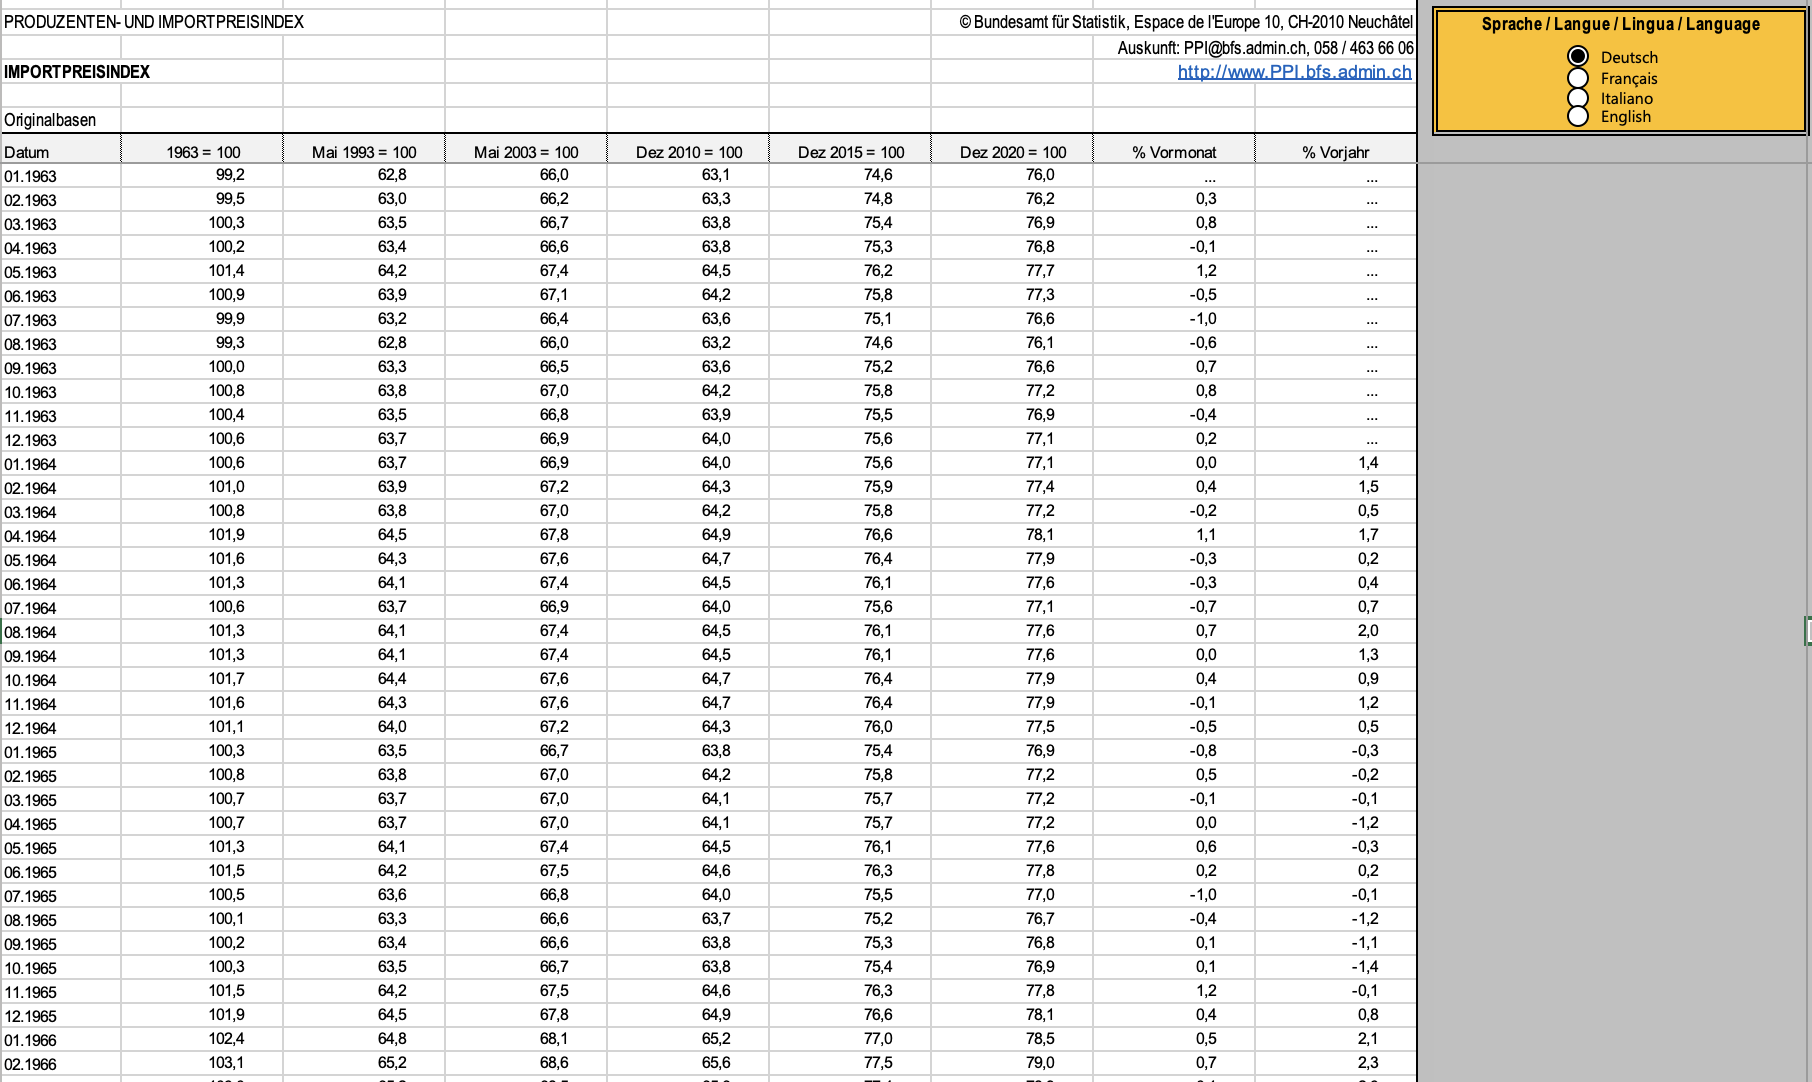 PRODUZENTEN- UND IMPORTPREISINDEX © Bundesamt für Statistik, Espace de l'Europe 10, CH-2010 Neuchâtel
Auskunft: PPI@bfs.admin.ch, 058 / 463 66 06
IMPORTPREISINDEX http://www.PPI.bfs.admin.ch
Originalbasen
Datum 1963 = 100 Mai 1993 = 100 Mai 2003 = 100 Dez 2010 = 100 Dez 2015 = 100 Dez 2020 = 100 % Vormonat % Vorjahr
01.1963 99,2 62,8 66,0 63,1 74,6 76,0 ... ...
02.1963 99,5 63,0 66,2 63,3 74,8 76,2 0,3 ...
03.1963 100,3 63,5 66,7 63,8 75,4 76,9 0,8 ...
04.1963 100,2 63,4 66,6 63,8 75,3 76,8 -0,1 ...
05.1963 101,4 64,2 67,4 64,5 76,2 77,7 1,2 ...
06.1963 100,9 63,9 67,1 64,2 75,8 77,3 -0,5 ...
07.1963 99,9 63,2 66,4 63,6 75,1 76,6 -1,0 ...
08.1963 99,3 62,8 66,0 63,2 74,6 76,1 -0,6 ...
09.1963 100,0 63,3 66,5 63,6 75,2 76,6 0,7 ...
10.1963 100,8 63,8 67,0 64,2 75,8 77,2 0,8 ...
11.1963 100,4 63,5 66,8 63,9 75,5 76,9 -0,4 ...
12.1963 100,6 63,7 66,9 64,0 75,6 77,1 0,2 ...
01.1964 100,6 63,7 66,9 64,0 75,6 77,1 0,0 1,4
02.1964 101,0 63,9 67,2 64,3 75,9 77,4 0,4 1,5
03.1964 100,8 63,8 67,0 64,2 75,8 77,2 -0,2 0,5
04.1964 101,9 64,5 67,8 64,9 76,6 78,1 1,1 1,7
05.1964 101,6 64,3 67,6 64,7 76,4 77,9 -0,3 0,2
06.1964 101,3 64,1 67,4 64,5 76,1 77,6 -0,3 0,4
07.1964 100,6 63,7 66,9 64,0 75,6 77,1 -0,7 0,7
08.1964 101,3 64,1 67,4 64,5 76,1 77,6 0,7 2,0
09.1964 101,3 64,1 67,4 64,5 76,1 77,6 0,0 1,3
10.1964 101,7 64,4 67,6 64,7 76,4 77,9 0,4 0,9
11.1964 101,6 64,3 67,6 64,7 76,4 77,9 -0,1 1,2
12.1964 101,1 64,0 67,2 64,3 76,0 77,5 -0,5 0,5
01.1965 100,3 63,5 66,7 63,8 75,4 76,9 -0,8 -0,3
02.1965 100,8 63,8 67,0 64,2 75,8 77,2 0,5 -0,2
03.1965 100,7 63,7 67,0 64,1 75,7 77,2 -0,1 -0,1
04.1965 100,7 63,7 67,0 64,1 75,7 77,2 0,0 -1,2
05.1965 101,3 64,1 67,4 64,5 76,1 77,6 0,6 -0,3
06.1965 101,5 64,2 67,5 64,6 76,3 77,8 0,2 0,2
07.1965 100,5 63,6 66,8 64,0 75,5 77,0 -1,0 -0,1
08.1965 100,1 63,3 66,6 63,7 75,2 76,7 -0,4 -1,2
09.1965 100,2 63,4 66,6 63,8 75,3 76,8 0,1 -1,1
10.1965 100,3 63,5 66,7 63,8 75,4 76,9 0,1 -1,4
11.1965 101,5 64,2 67,5 64,6 76,3 77,8 1,2 -0,1
12.1965 101,9 64,5 67,8 64,9 76,6 78,1 0,4 0,8
01.1966 102,4 64,8 68,1 65,2 77,0 78,5 0,5 2,1
02.1966 103,1 65,2 68,6 65,6 77,5 79,0 0,7 2,3
Sprache / Langue / Lingua / Language
Deutsch
Français
Italiano
English